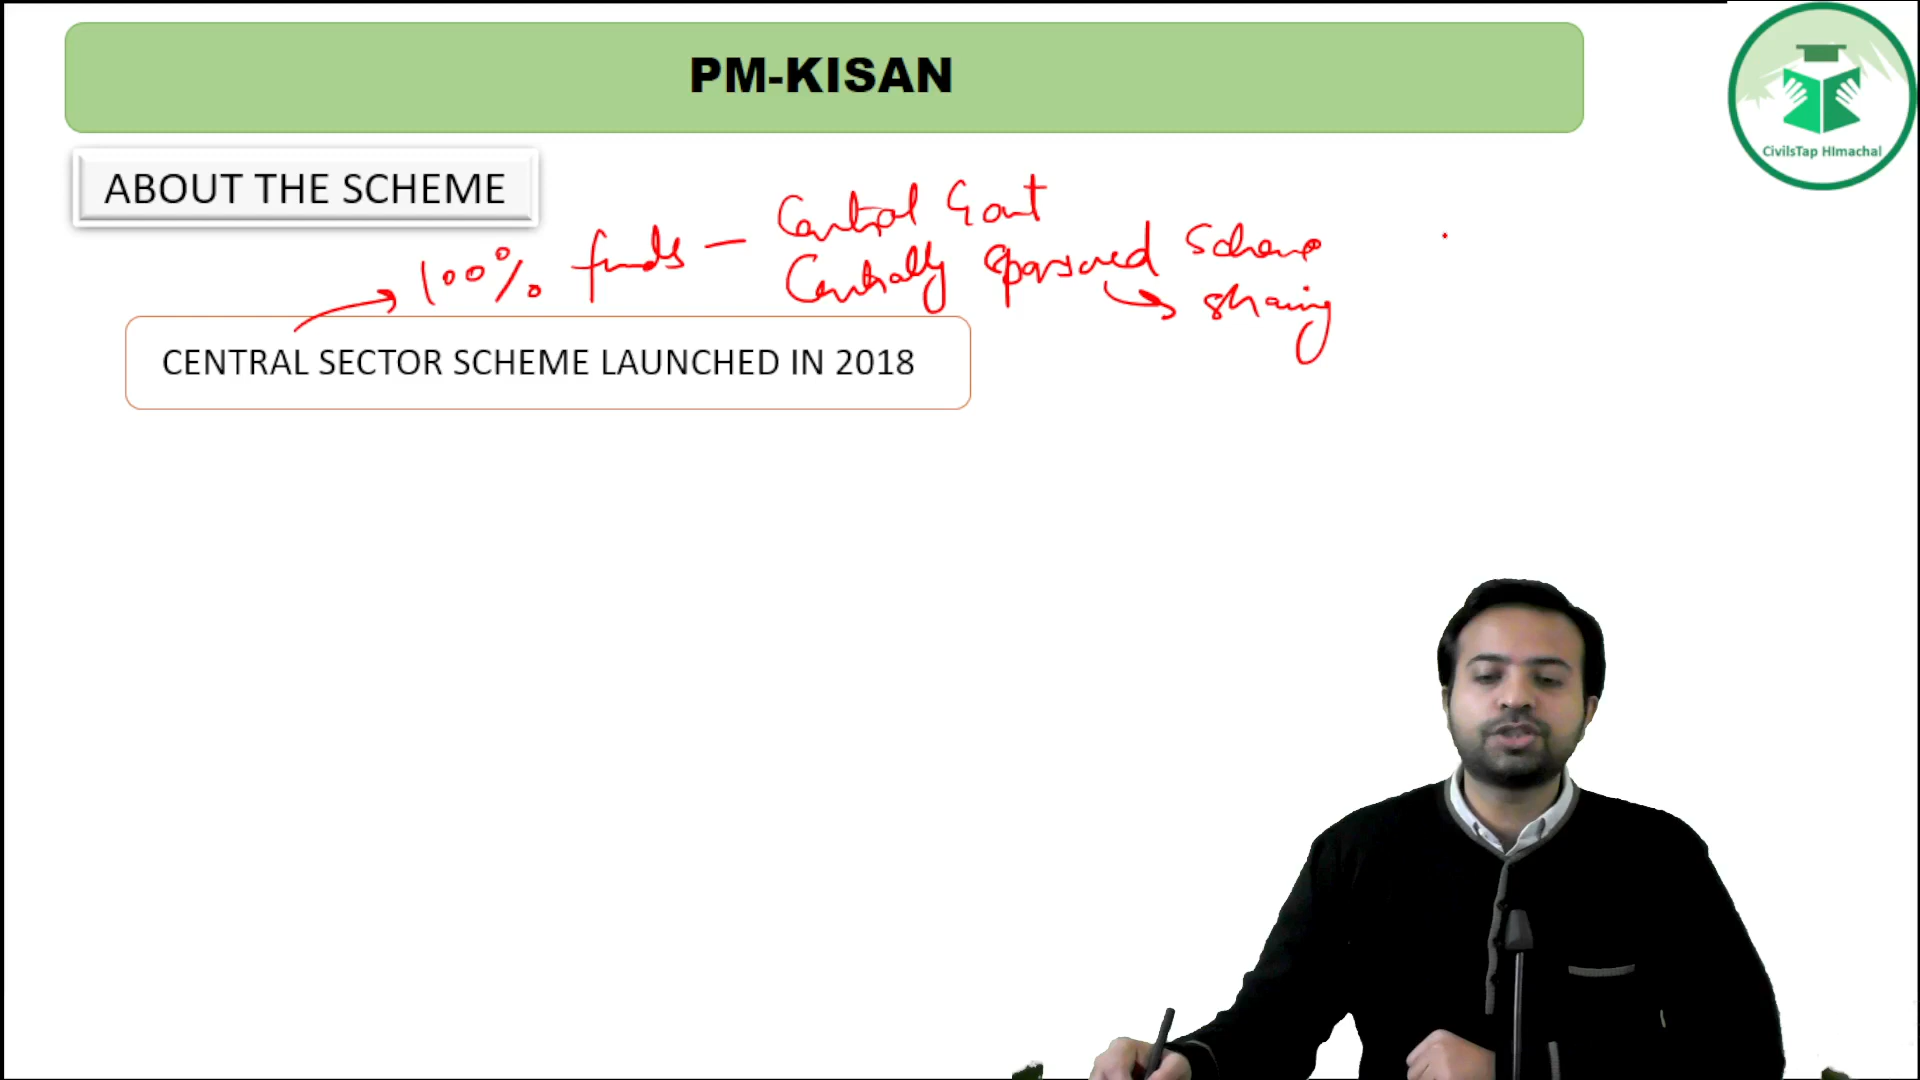 PM-KISAN
CivilsTap HImachal
ABOUT THE SCHEME
100% funds - Central Govt
Centrally Sponsored Scheme
sharing
CENTRAL SECTOR SCHEME LAUNCHED IN 2018